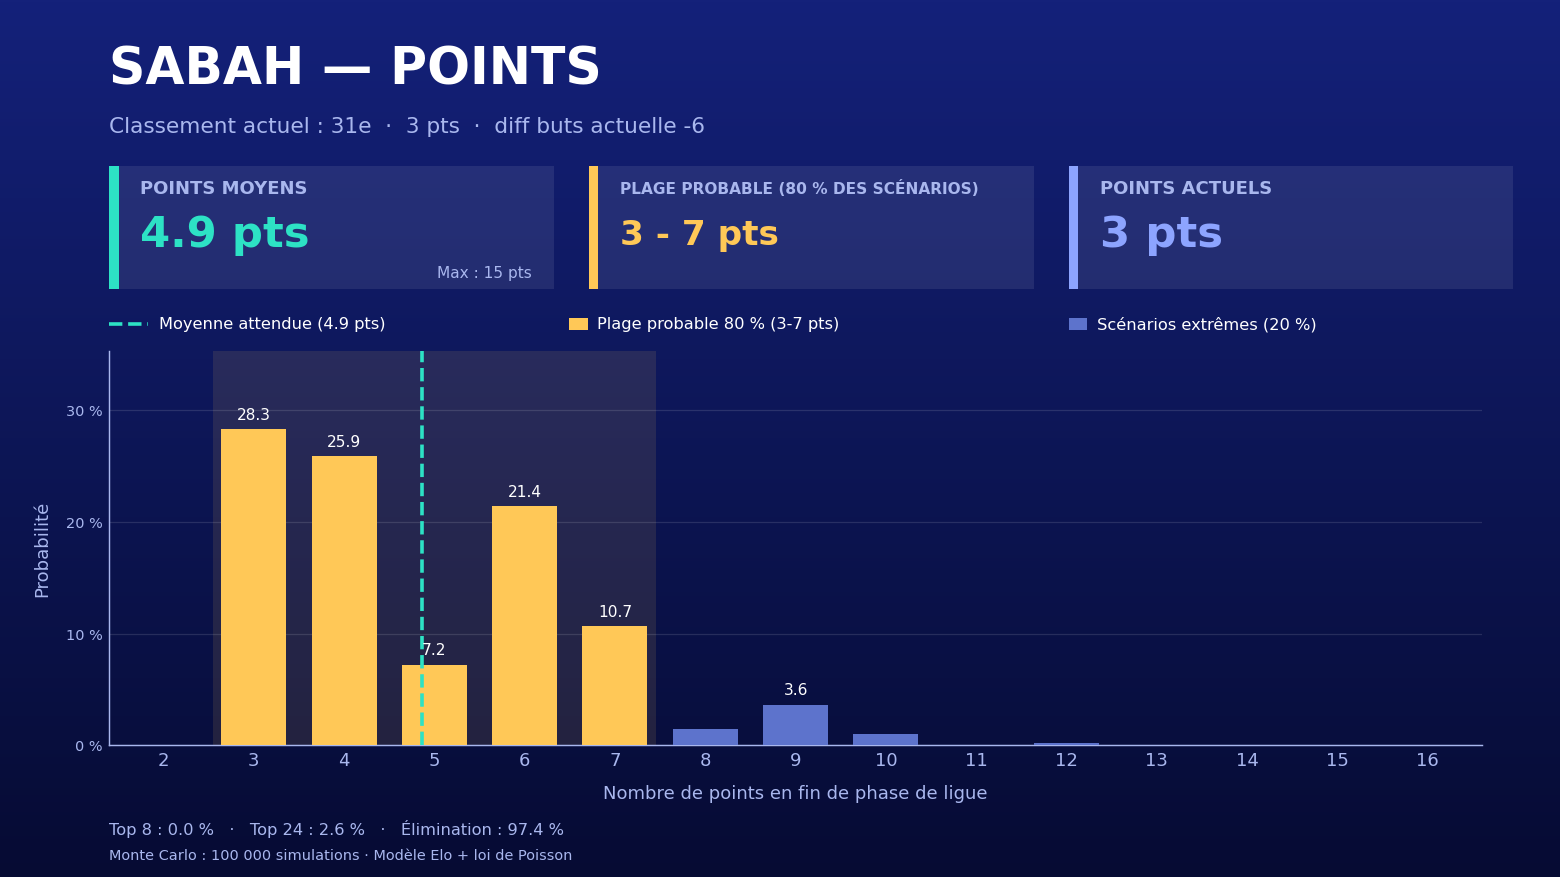 SABAH — POINTS
Classement actuel : 31e · 3 pts · diff buts actuelle -6
POINTS MOYENS
4.9 pts
Max : 15 pts
PLAGE PROBABLE (80 % DES SCÉNARIOS)
3 - 7 pts
POINTS ACTUELS
3 pts
Moyenne attendue (4.9 pts)
Plage probable 80 % (3-7 pts)
Scénarios extrêmes (20 %)
Probabilité
30 %
20 %
10 %
0 %
28.3
25.9
7.2
21.4
10.7
3.6
2 3 4 5 6 7 8 9 10 11 12 13 14 15 16
Nombre de points en fin de phase de ligue
Top 8 : 0.0 % · Top 24 : 2.6 % · Élimination : 97.4 %
Monte Carlo : 100 000 simulations · Modèle Elo + loi de Poisson